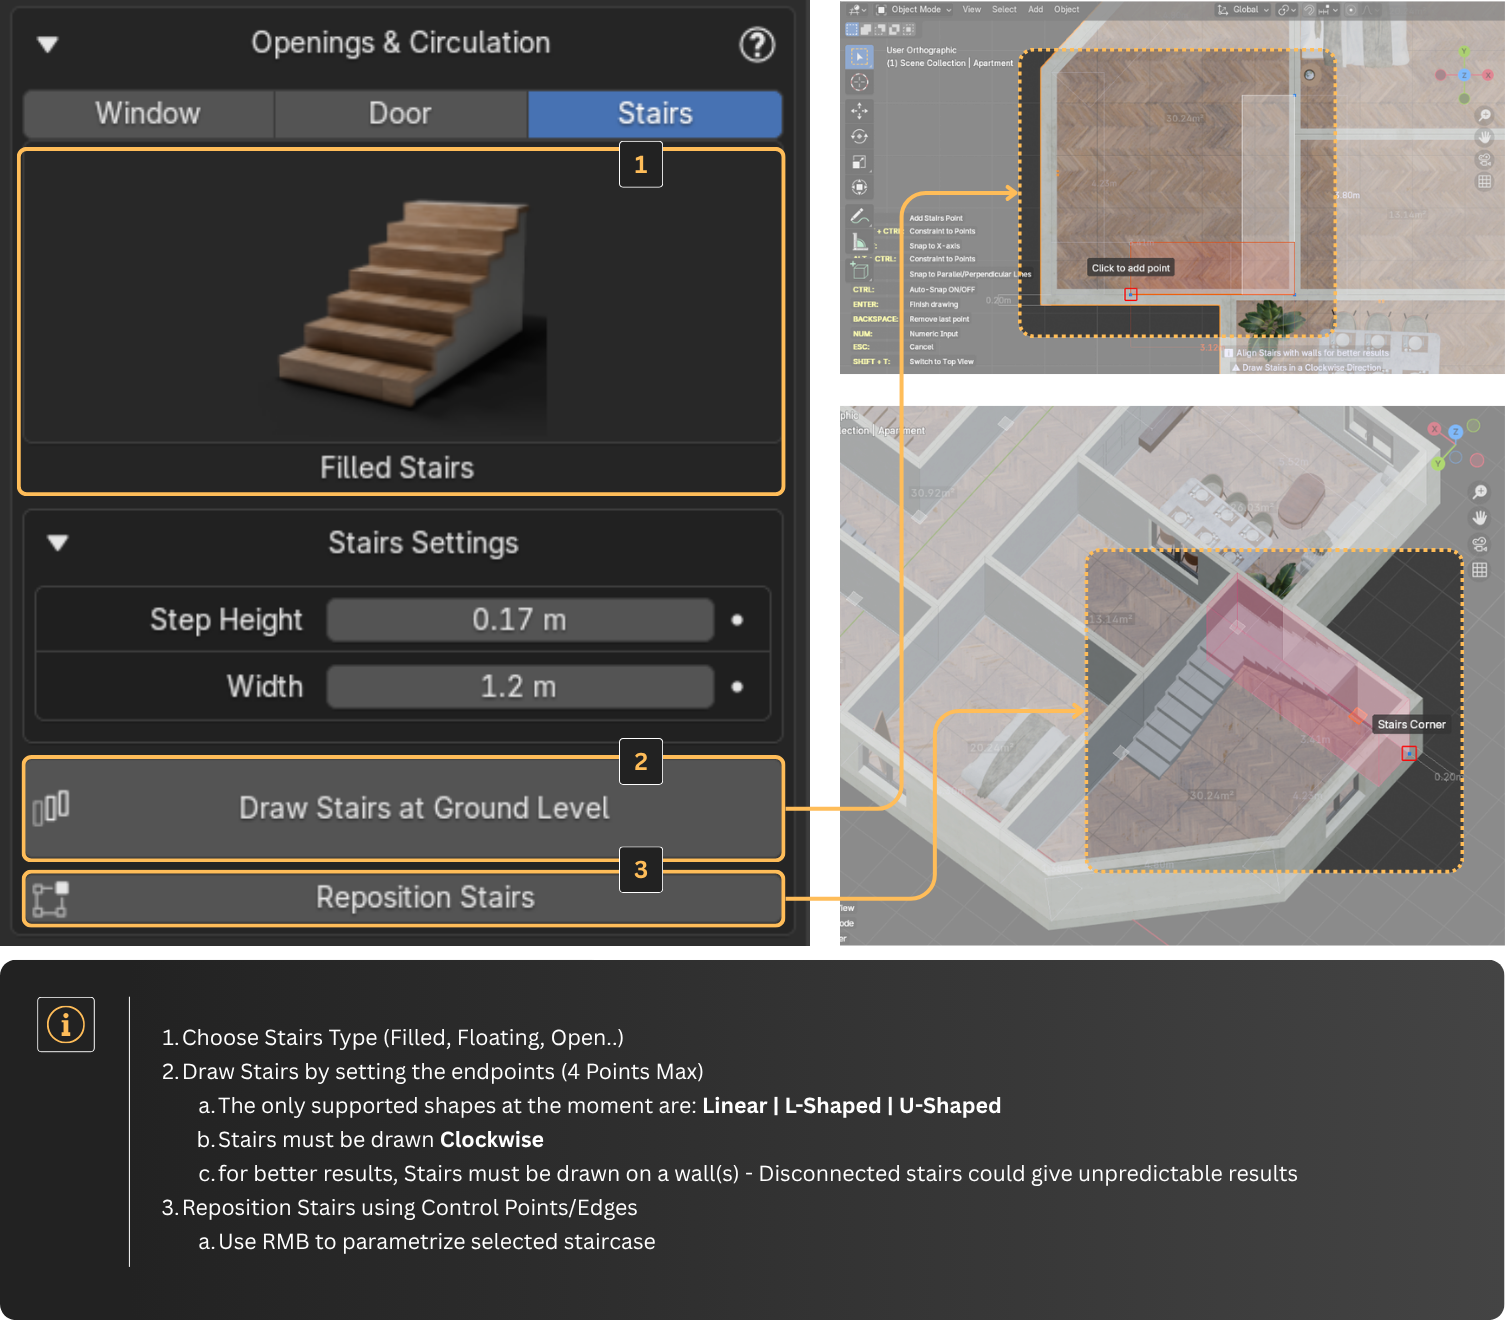 Openings & Circulation
Window
Door
Stairs
1
Filled Stairs
Stairs Settings
Step Height
0.17 m
Width
1.2 m
2
Draw Stairs at Ground Level
3
Reposition Stairs
Object Mode
View
Select
Add
Object
Global
User Orthographic
(1) Scene Collection | Apartment
Y
Z
X
30.24m²
3.80m
13.14m²
Add Stairs Point
+ CTRL
Constraint to Points
Snap to X-axis
CTRL:
Constraint to Points
Snap to Parallel/Perpendicular Lines
CTRL:
Auto-Snap ON/OFF
ENTER:
Finish drawing
BACKSPACE:
Remove last point
NUM:
Numeric Input
ESC:
Cancel
SHIFT + T:
Switch to Top View
Click to add point
0.20m
3.12
Align Stairs with walls for better results
Draw Stairs in a Clockwise Direction
phic
ection | Apartment
X
Z
Y
30.92m²
13.14m²
Stairs Corner
3.41m
0.20m
30.24m²
iew
ode
er
1. Choose Stairs Type (Filled, Floating, Open..)
2. Draw Stairs by setting the endpoints (4 Points Max)
a. The only supported shapes at the moment are: Linear | L-Shaped | U-Shaped
b. Stairs must be drawn Clockwise
c. for better results, Stairs must be drawn on a wall(s) - Disconnected stairs could give unpredictable results
3. Reposition Stairs using Control Points/Edges
a. Use RMB to parametrize selected staircase